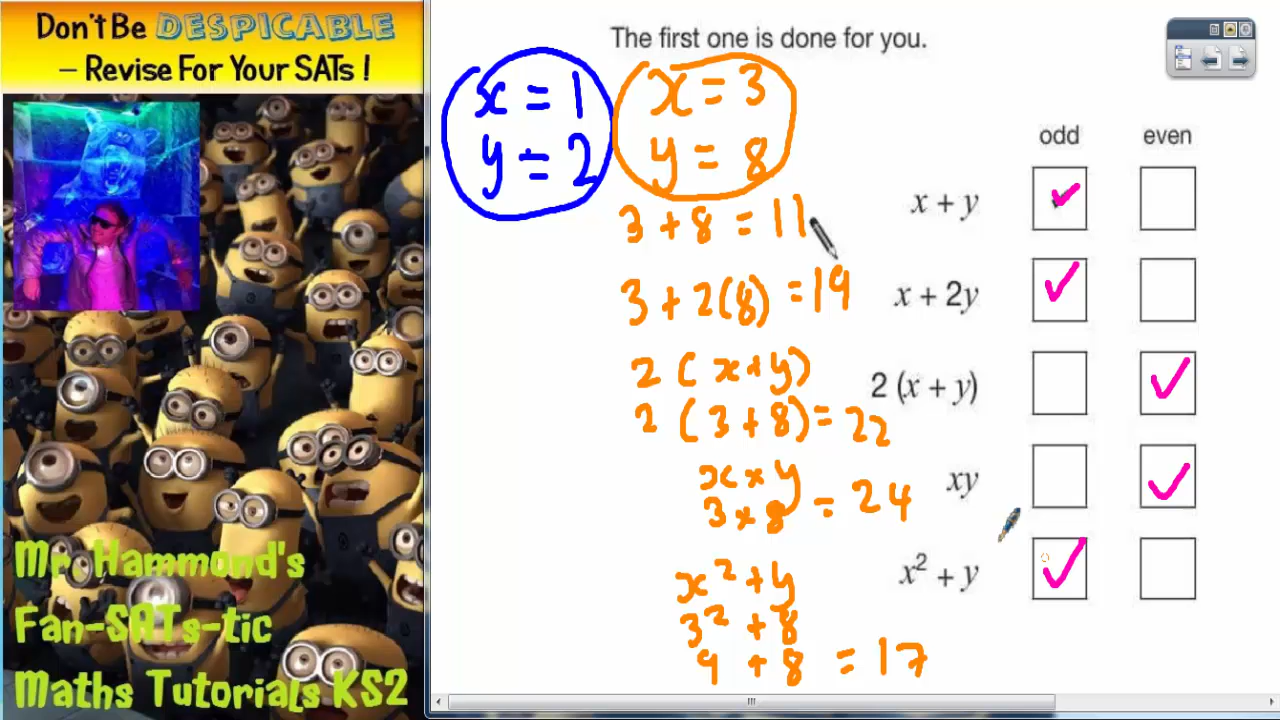 Don't Be DESPICABLE
– Revise For Your SATs !
The first one is done for you.
x = 1
y = 2
x = 3
y = 8
odd even
x + y
3 + 8 = 11
x + 2y
3 + 2(8) = 19
2 (x + y)
2 (x + y)
2 (3 + 8) = 22
xy
x × y
3 × 8 = 24
x² + y
x² + y
3² + 8
9 + 8 = 17
Mr Hammond's
Fan-SATs-tic
Maths Tutorials KS2